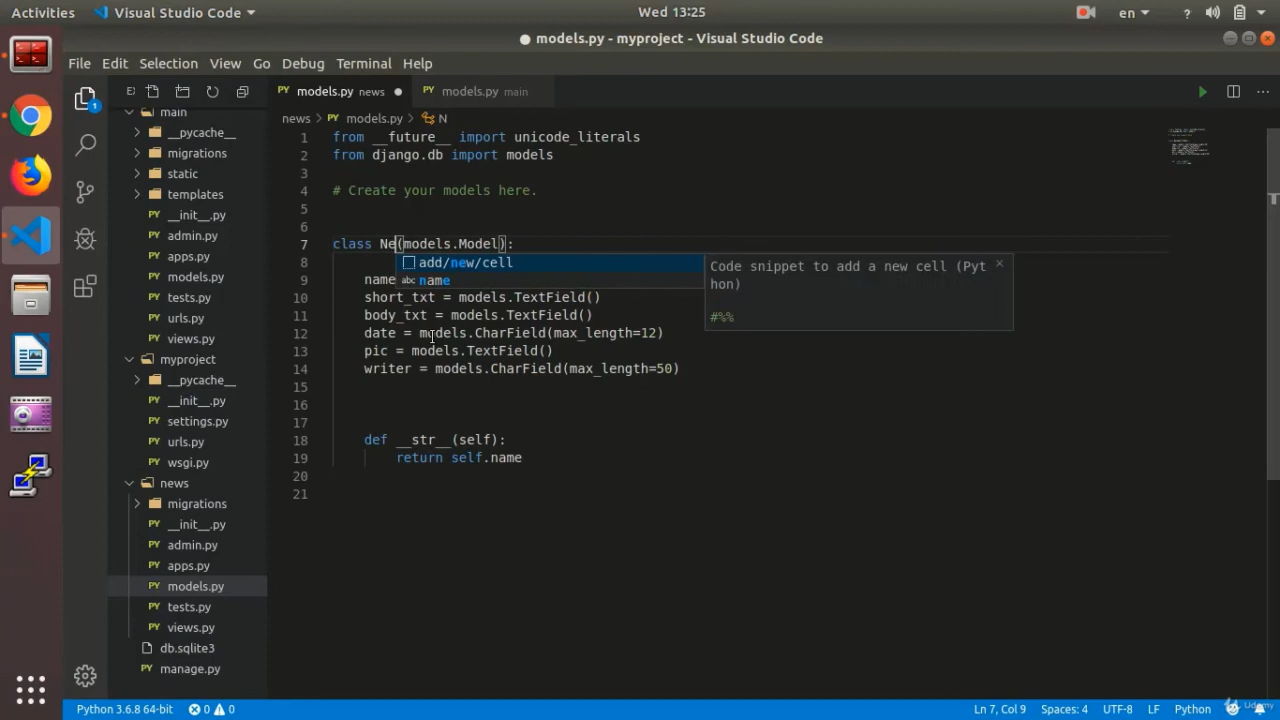 Activities Visual Studio Code Wed 13:25 en ?
models.py - myproject - Visual Studio Code
File Edit Selection View Go Debug Terminal Help
models.py news models.py main
news models.py N
main
__pycache__
migrations
static
templates
__init__.py
admin.py
apes.py
models.py
tests.py
urls.py
views.py
myproject
__pycache__
__init__.py
settings.py
urls.py
wsgi.py
news
migrations
__init__.py
admin.py
apps.py
models.py
tests.py
views.py
db.sqlite3
manage.py
1 from __future__ import unicode_literals
2 from django.db import models
3
4 # Create your models here.
5
6
7 class Ne(models.Model):
8
9 name
10 short_txt = models.TextField()
11 body_txt = models.TextField()
12 date = models.CharField(max_length=12)
13 pic = models.TextField()
14 writer = models.CharField(max_length=50)
15
16
17
18 def __str__(self):
19 return self.name
20
21
add/new/cell
abc name
Code snippet to add a new cell (Pyt
hon)
#%%
Python 3.6.8 64-bit 0 0 Ln 7, Col 9 Spaces: 4 UTF-8 LF Python
Udemy